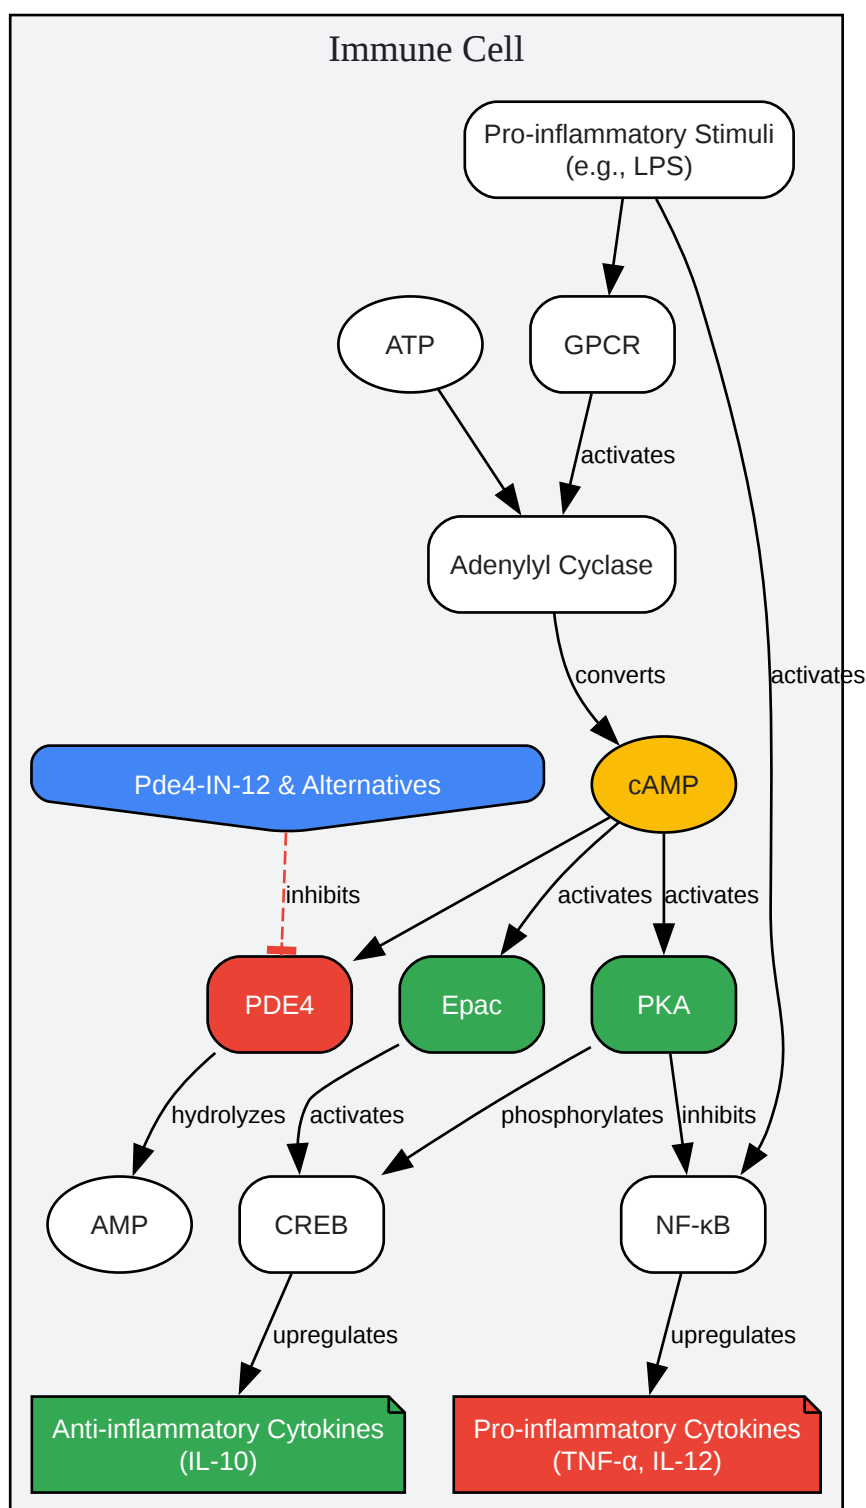 Immune Cell
Pro-inflammatory Stimuli
(e.g., LPS)
ATP
GPCR
activates
Adenylyl Cyclase
converts
activates
Pde4-IN-12 & Alternatives
cAMP
inhibits
activates
activates
PDE4
Epac
PKA
hydrolyzes
activates
phosphorylates
inhibits
AMP
CREB
NF-κB
upregulates
upregulates
Anti-inflammatory Cytokines
(IL-10)
Pro-inflammatory Cytokines
(TNF-α, IL-12)